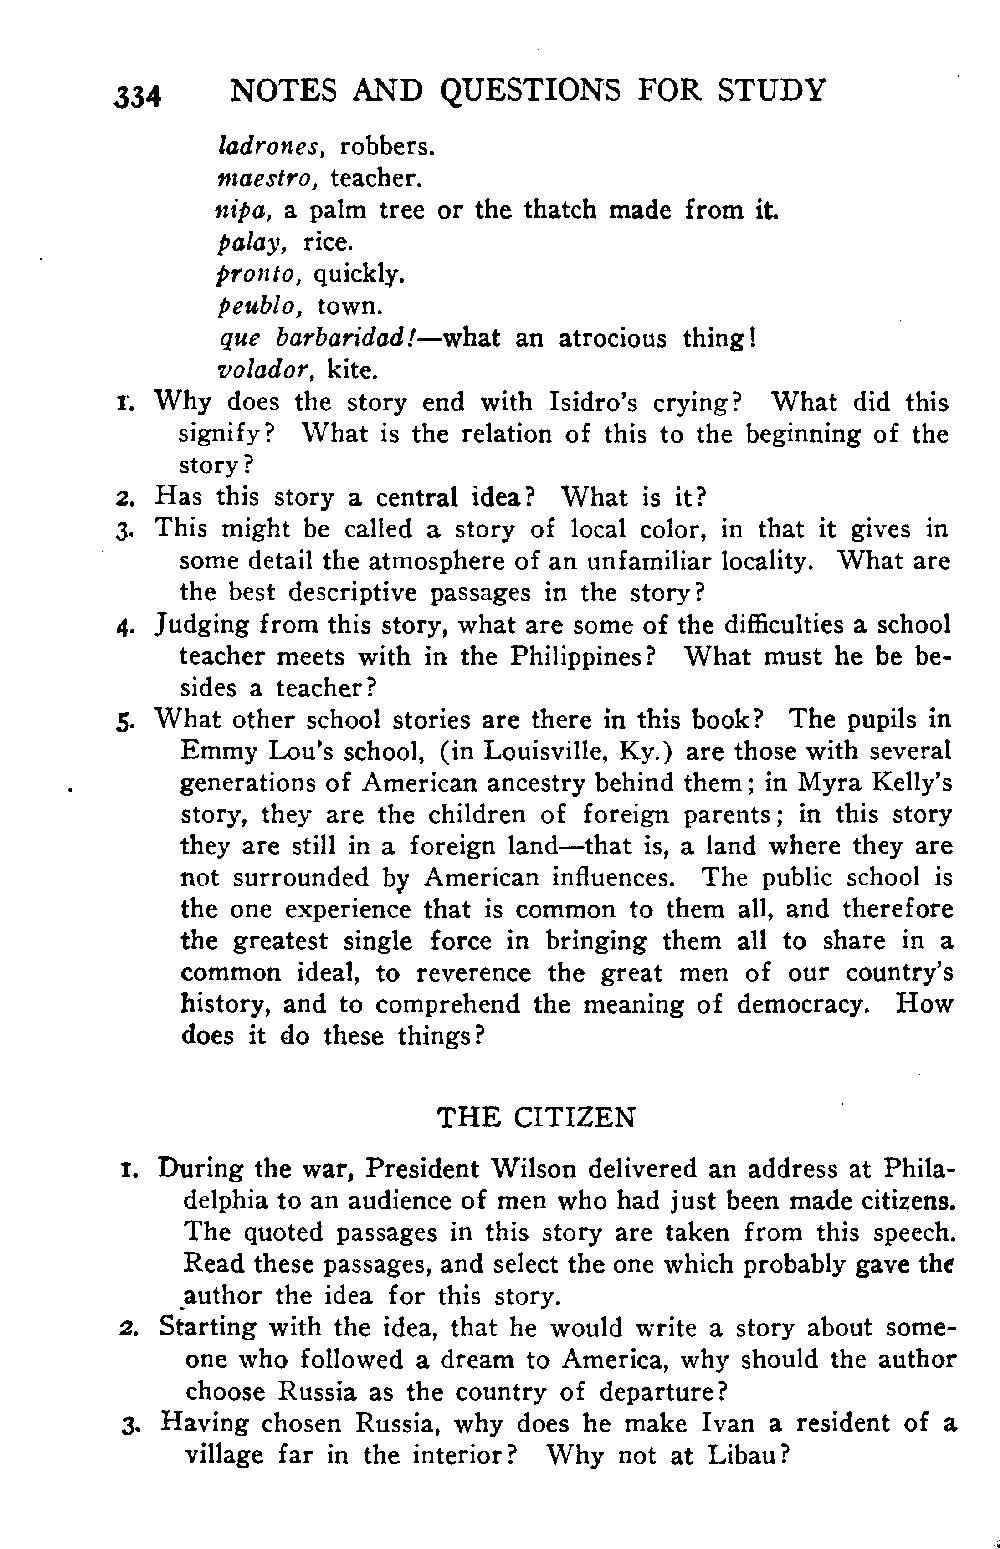 334 NOTES AND QUESTIONS FOR STUDY
ladrones, robbers.
maestro, teacher.
nipa, a palm tree or the thatch made from it.
palay, rice.
pronto, quickly.
peublo, town.
que barbaridad!—what an atrocious thing!
volador, kite.
1. Why does the story end with Isidro's crying? What did this
signify? What is the relation of this to the beginning of the
story?
2. Has this story a central idea? What is it?
3. This might be called a story of local color, in that it gives in
some detail the atmosphere of an unfamiliar locality. What are
the best descriptive passages in the story?
4. Judging from this story, what are some of the difficulties a school
teacher meets with in the Philippines? What must he be be-
sides a teacher?
5. What other school stories are there in this book? The pupils in
Emmy Lou's school, (in Louisville, Ky.) are those with several
generations of American ancestry behind them; in Myra Kelly's
story, they are the children of foreign parents; in this story
they are still in a foreign land—that is, a land where they are
not surrounded by American influences. The public school is
the one experience that is common to them all, and therefore
the greatest single force in bringing them all to share in a
common ideal, to reverence the great men of our country's
history, and to comprehend the meaning of democracy. How
does it do these things?
THE CITIZEN
1. During the war, President Wilson delivered an address at Phila-
delphia to an audience of men who had just been made citizens.
The quoted passages in this story are taken from this speech.
Read these passages, and select the one which probably gave the
author the idea for this story.
2. Starting with the idea, that he would write a story about some-
one who followed a dream to America, why should the author
choose Russia as the country of departure?
3. Having chosen Russia, why does he make Ivan a resident of a
village far in the interior? Why not at Libau?